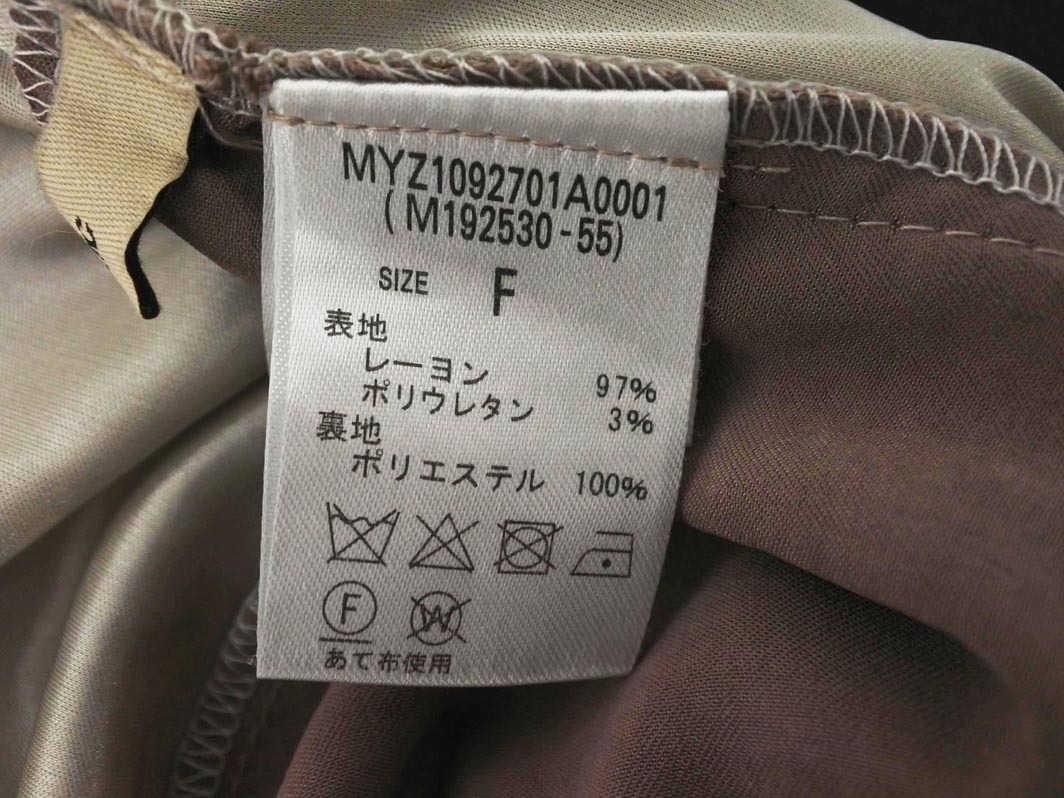 MYZ1092701A0001
(M192530-55)
SIZE F
表地
レーヨン 97%
ポリウレタン 3%
裏地
ポリエステル 100%
F W
あて布使用